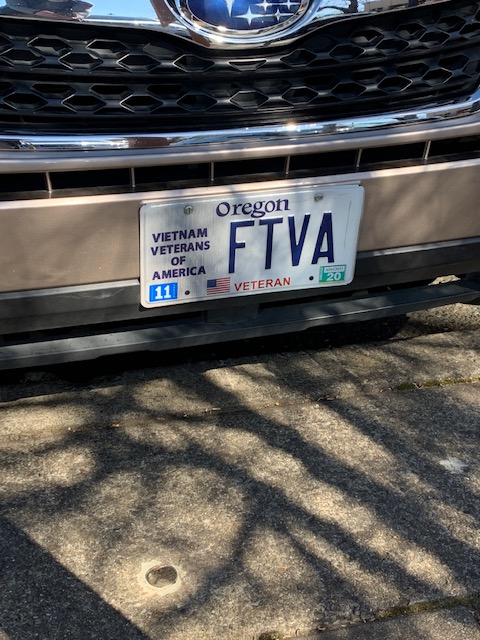 Oregon
VIETNAM
VETERANS
OF
AMERICA
FTVA
11
VETERAN
20